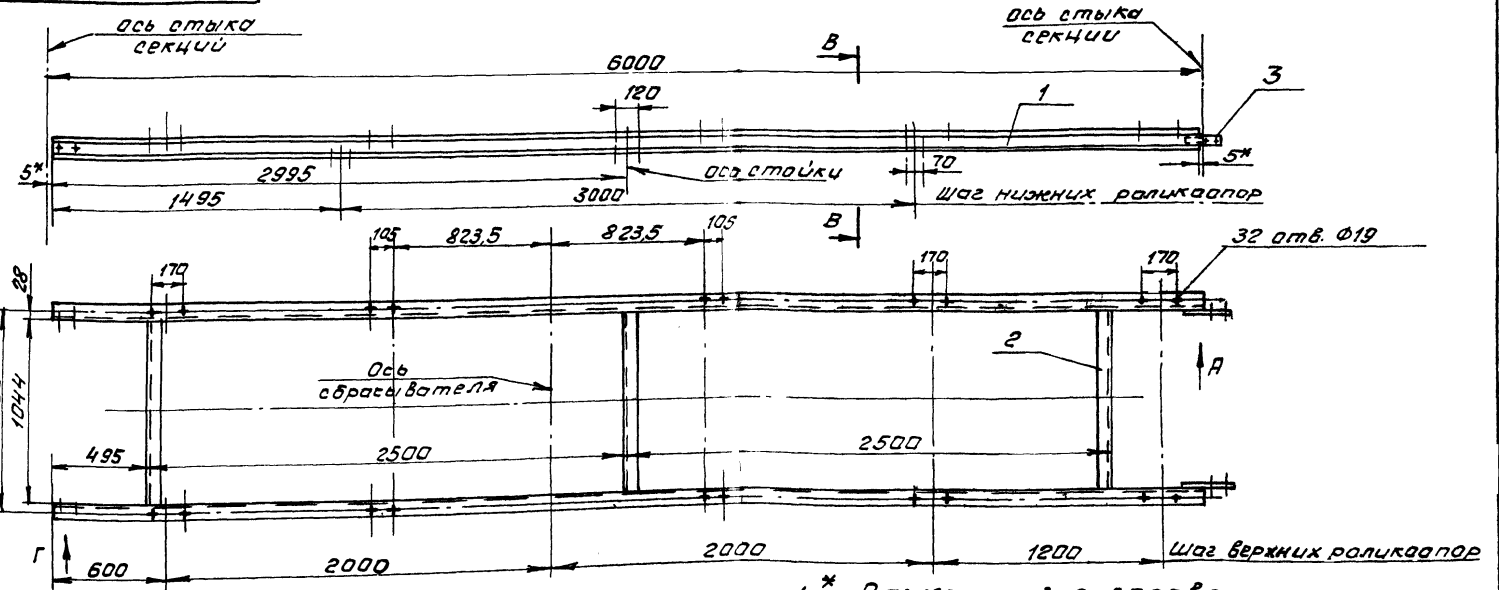 ось стыка
секций
ось стыка
секции
В
6000
120
1
3
5*
2995
ось стойки
70
5*
1495
3000
Шаг нижних роликоопор
В
105
823,5
823,5
105
32 отв. Ф19
28
170
170
170
2
Ось
сбрасывателя
А
1044
495
2500
2500
Г
600
2000
2000
1200
Шаг верхних роликоопор